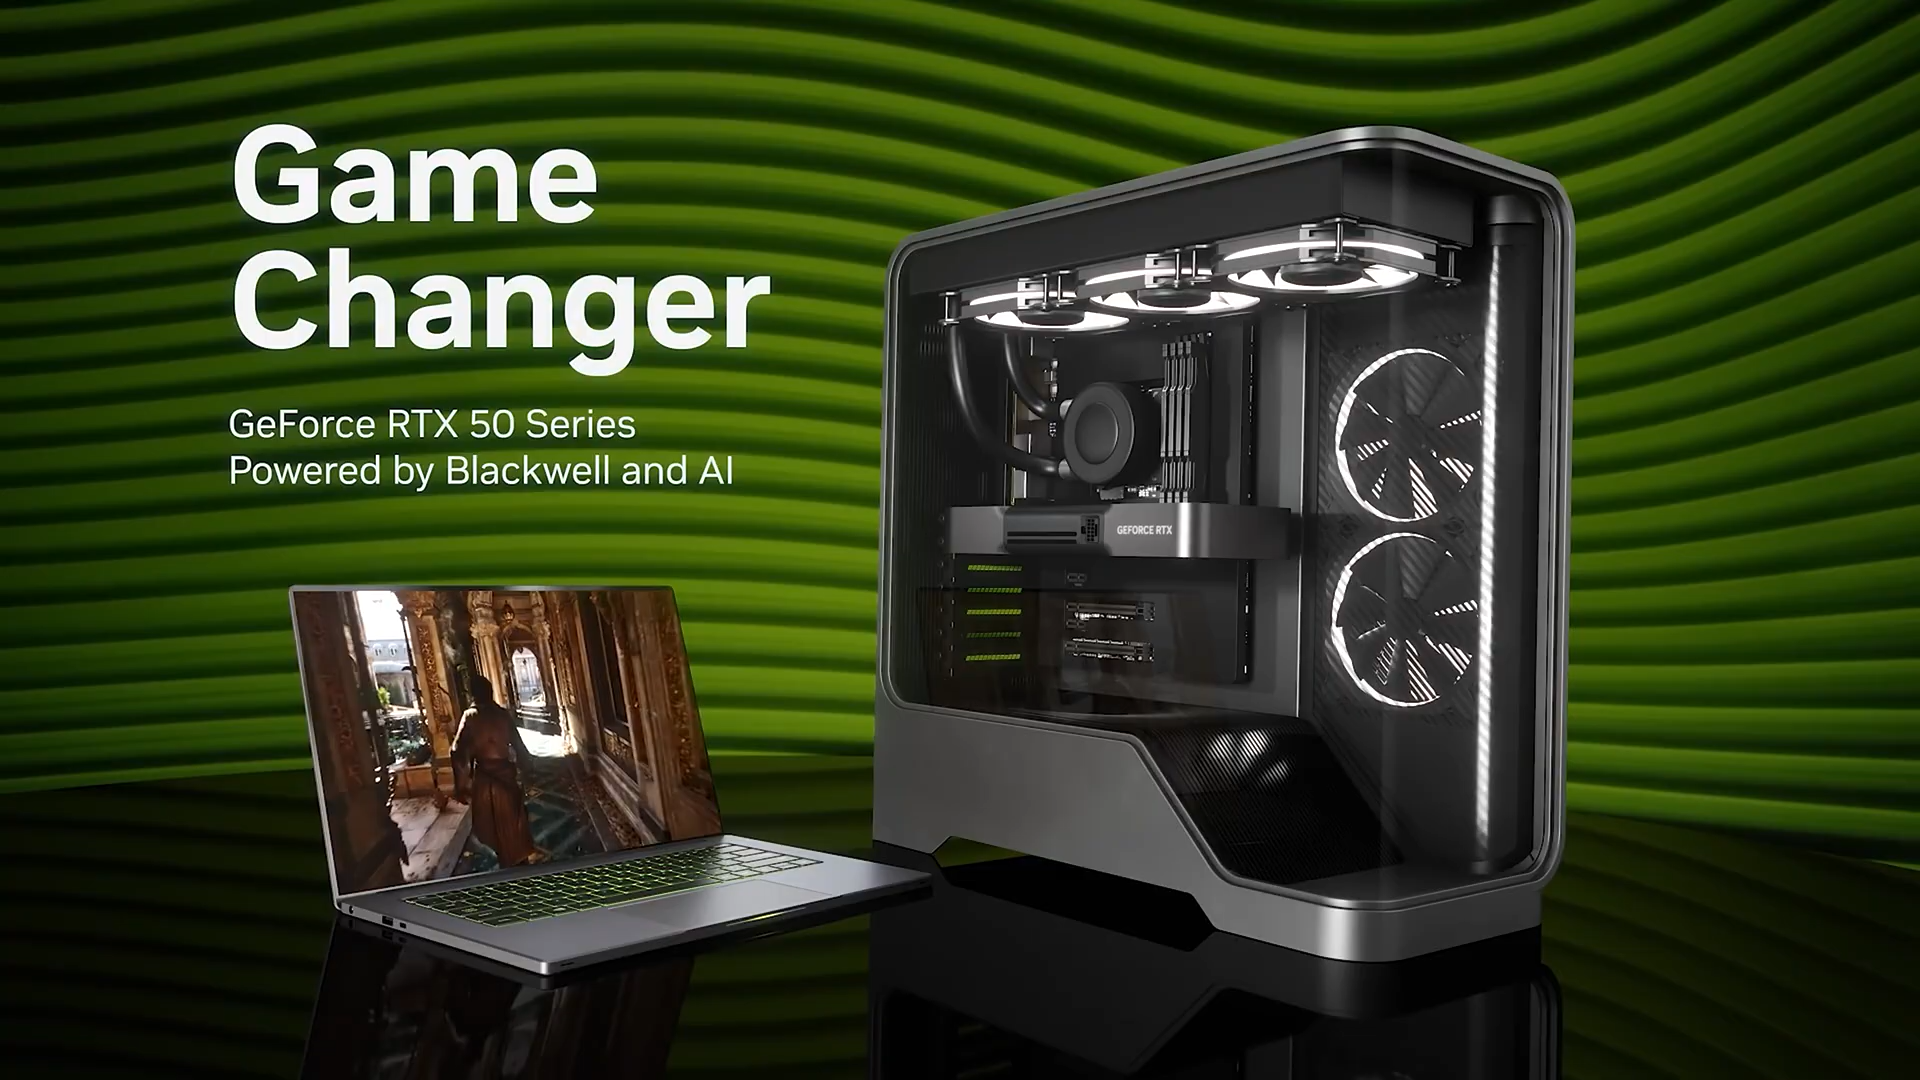 Game
Changer
GeForce RTX 50 Series
Powered by Blackwell and AI
GEFORCE RTX